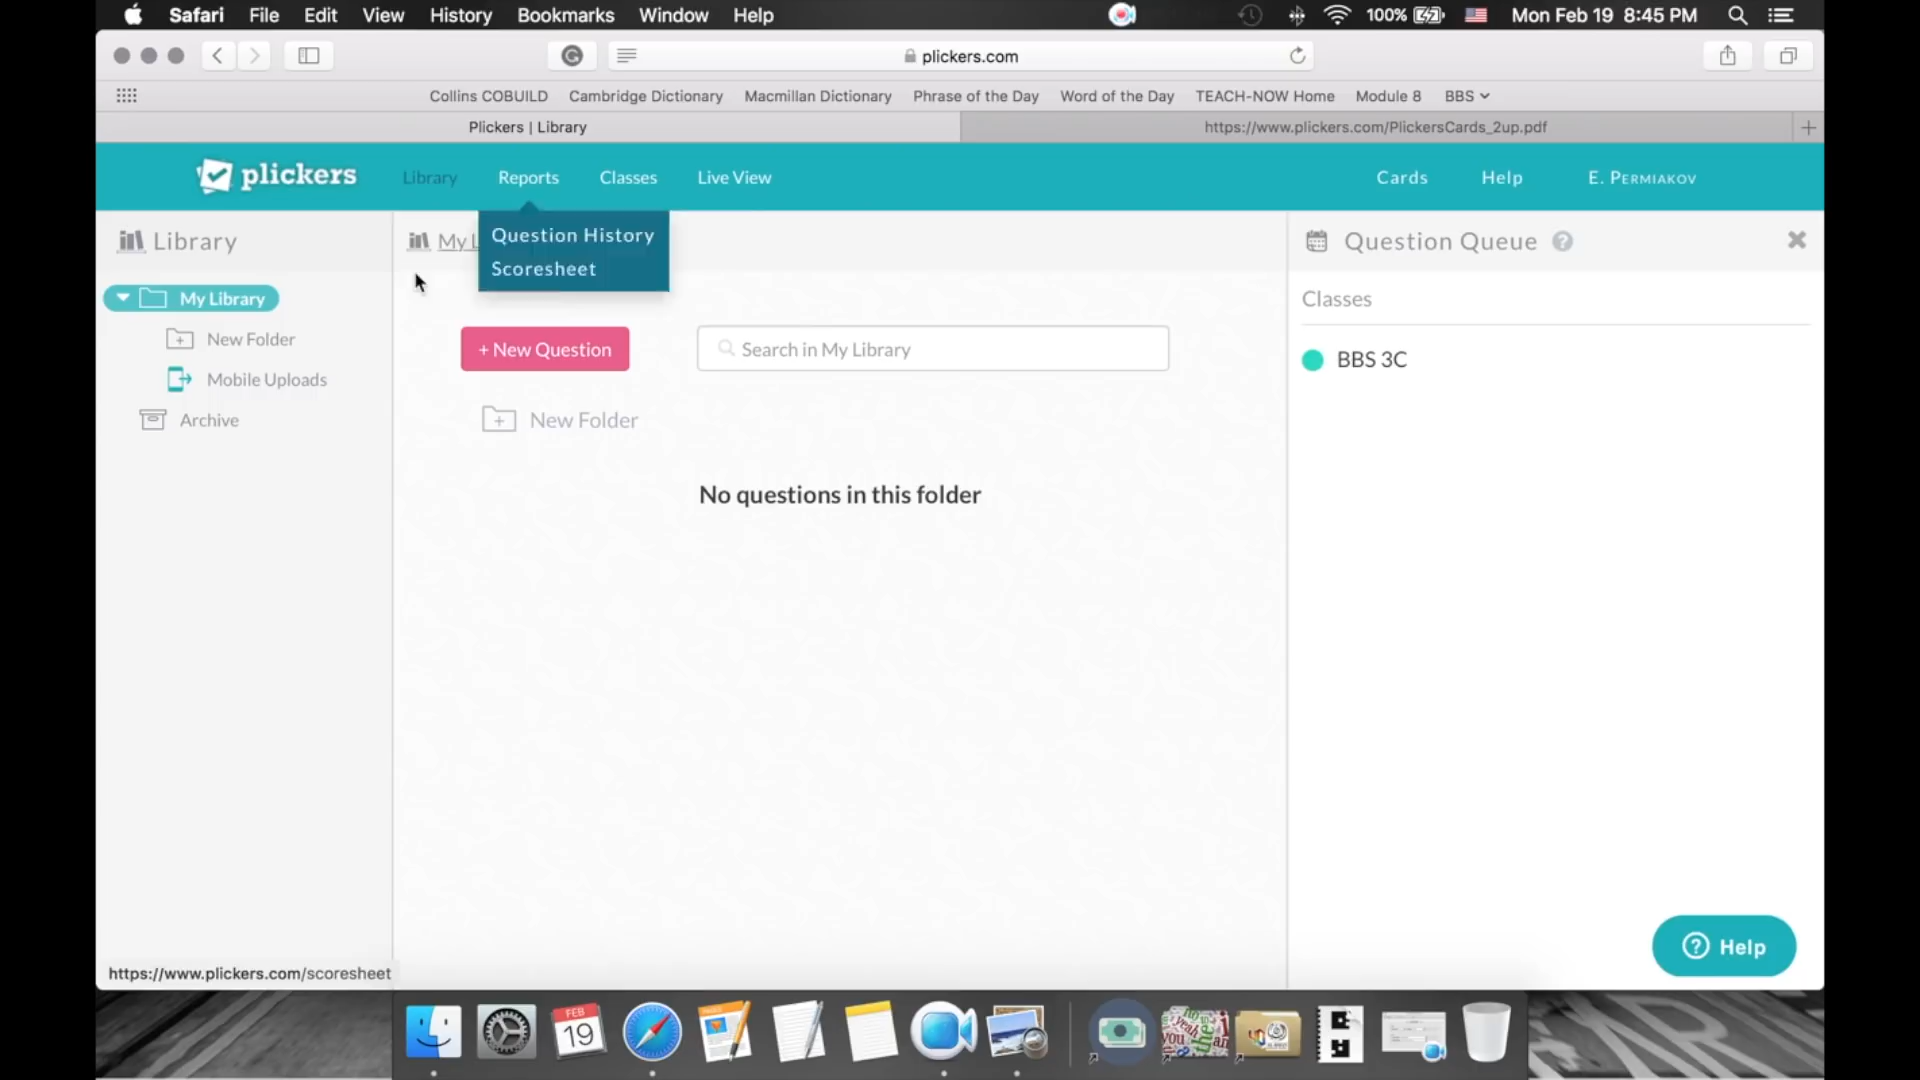 Safari File Edit View History Bookmarks Window Help 100% Mon Feb 19 8:45 PM
plickers.com
Collins COBUILD Cambridge Dictionary Macmillan Dictionary Phrase of the Day Word of the Day TEACH-NOW Home Module 8 BBS
Plickers | Library https://www.plickers.com/PlickersCards_2up.pdf
plickers Library Reports Classes Live View Cards Help E. PERMIAKOV
Library My L Question History Question Queue ?
Scoresheet
My Library Classes
New Folder + New Question Search in My Library BBS 3C
Mobile Uploads
Archive New Folder
No questions in this folder
? Help
https://www.plickers.com/scoresheet
FEB
19
PAGES